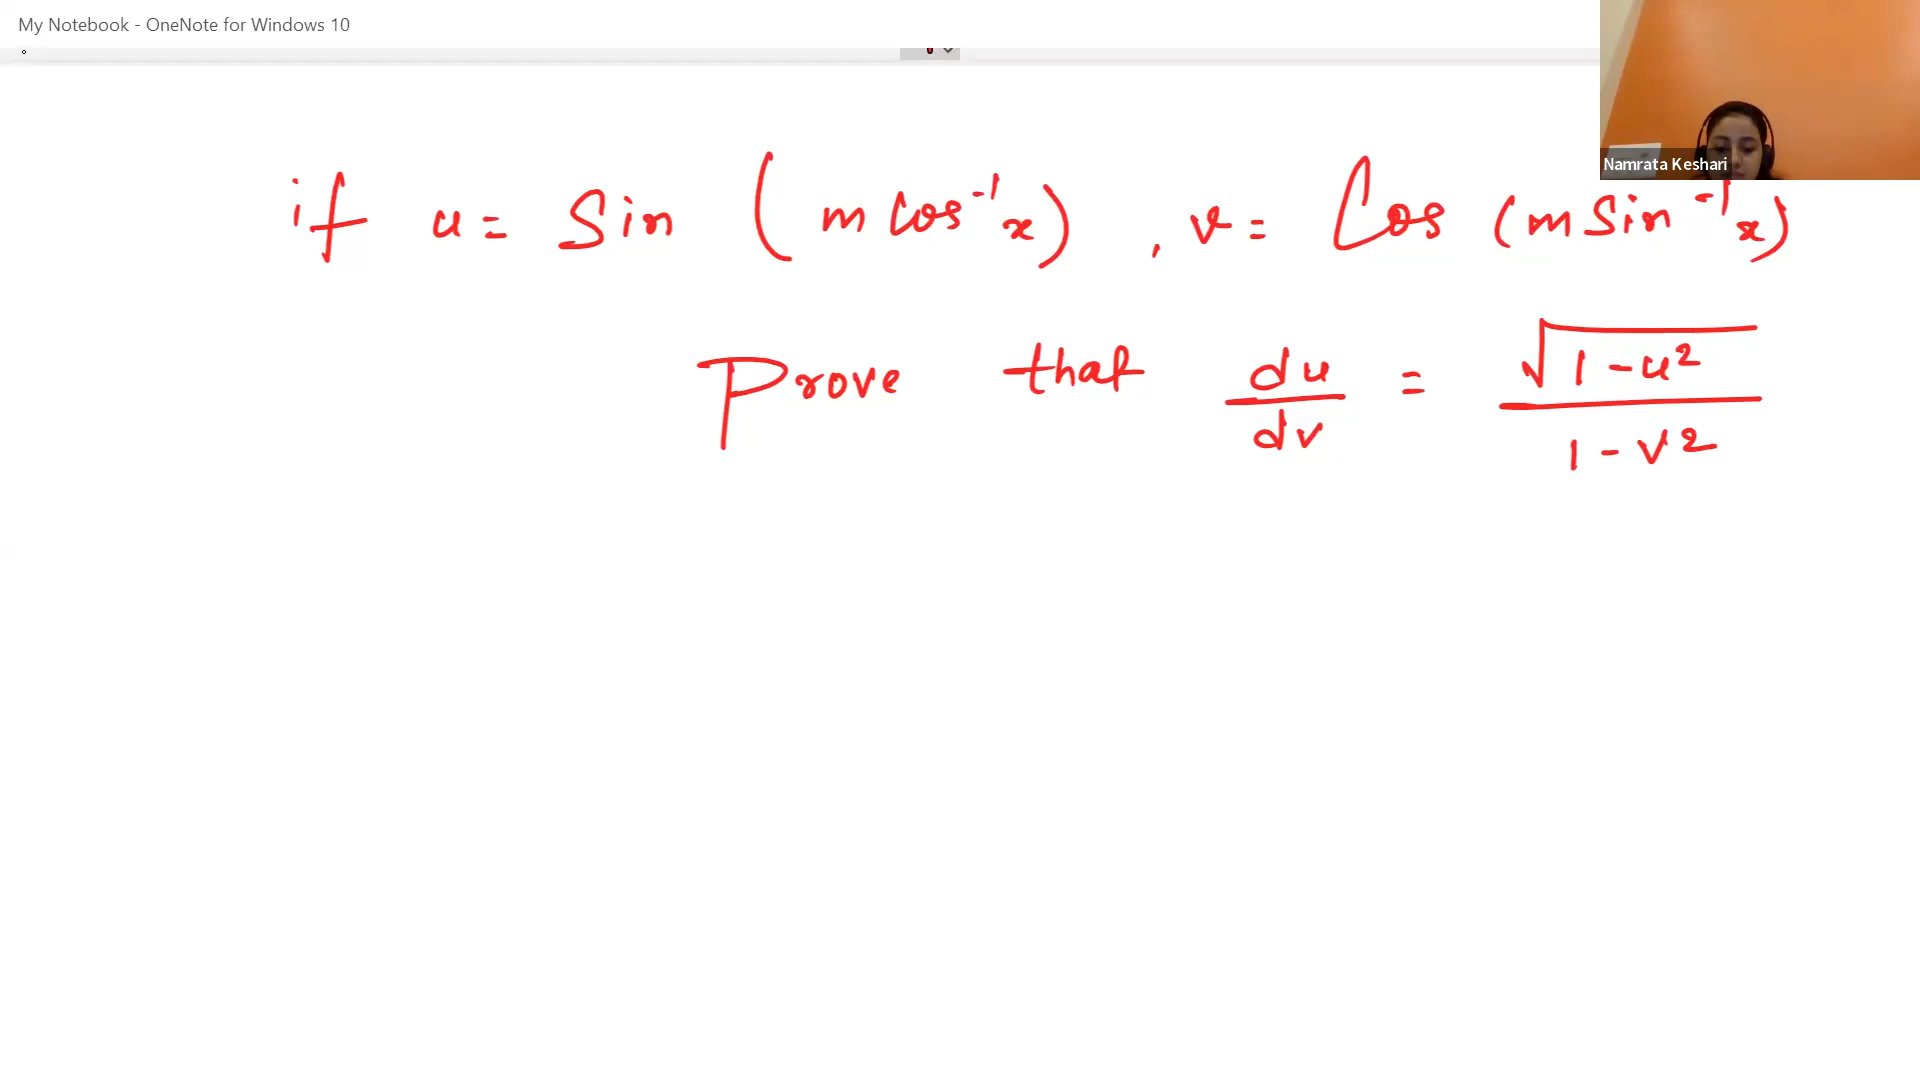 My Notebook - OneNote for Windows 10
Namrata Keshari
if u = Sin (m Cos⁻¹x) , v = Cos (m Sin⁻¹x)
Prove that du/dv = √(1-u²)/(1-v²)